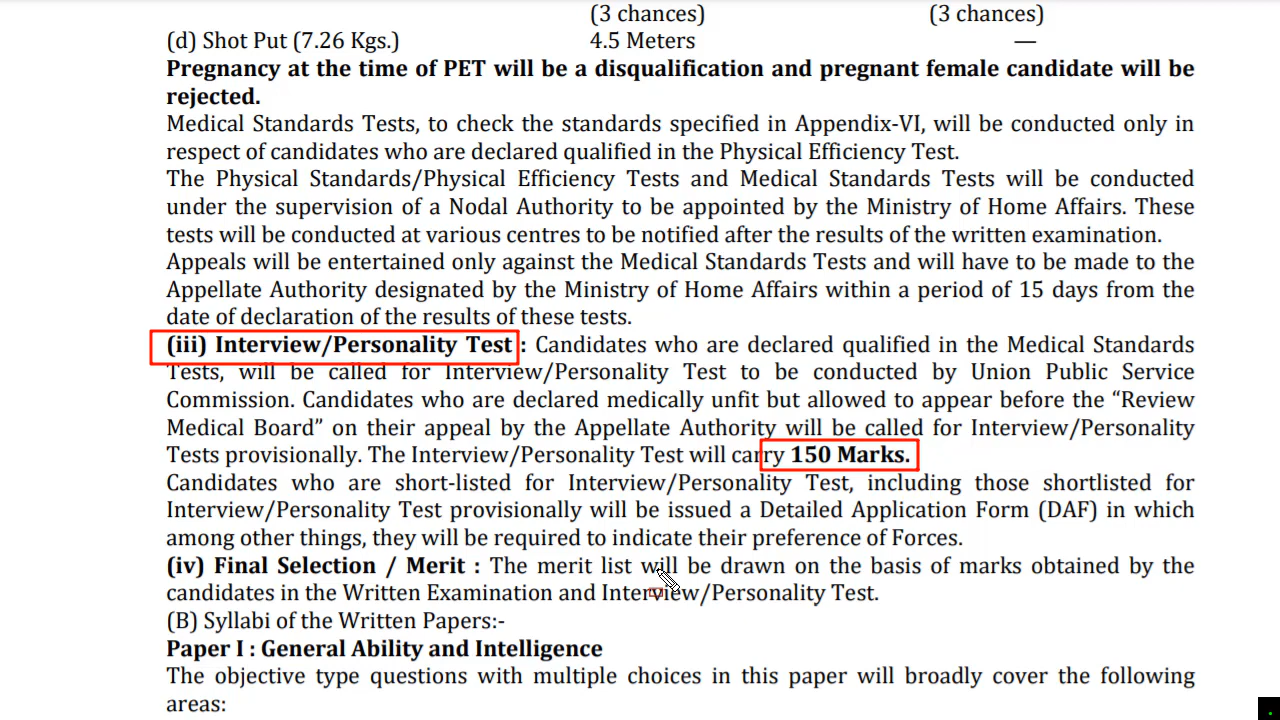 (3 chances) (3 chances)
(d) Shot Put (7.26 Kgs.) 4.5 Meters —
Pregnancy at the time of PET will be a disqualification and pregnant female candidate will be
rejected.
Medical Standards Tests, to check the standards specified in Appendix-VI, will be conducted only in
respect of candidates who are declared qualified in the Physical Efficiency Test.
The Physical Standards/Physical Efficiency Tests and Medical Standards Tests will be conducted
under the supervision of a Nodal Authority to be appointed by the Ministry of Home Affairs. These
tests will be conducted at various centres to be notified after the results of the written examination.
Appeals will be entertained only against the Medical Standards Tests and will have to be made to the
Appellate Authority designated by the Ministry of Home Affairs within a period of 15 days from the
date of declaration of the results of these tests.
(iii) Interview/Personality Test : Candidates who are declared qualified in the Medical Standards
Tests, will be called for Interview/Personality Test to be conducted by Union Public Service
Commission. Candidates who are declared medically unfit but allowed to appear before the “Review
Medical Board” on their appeal by the Appellate Authority will be called for Interview/Personality
Tests provisionally. The Interview/Personality Test will carry 150 Marks.
Candidates who are short-listed for Interview/Personality Test, including those shortlisted for
Interview/Personality Test provisionally will be issued a Detailed Application Form (DAF) in which
among other things, they will be required to indicate their preference of Forces.
(iv) Final Selection / Merit : The merit list will be drawn on the basis of marks obtained by the
candidates in the Written Examination and Interview/Personality Test.
(B) Syllabi of the Written Papers:-
Paper I : General Ability and Intelligence
The objective type questions with multiple choices in this paper will broadly cover the following
areas: